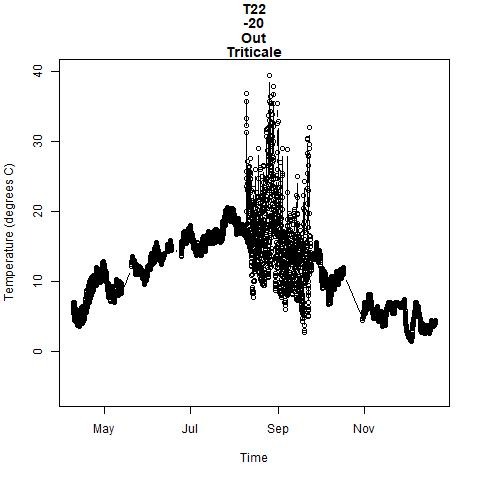 T22
-20
Out
Triticale
Temperature (degrees C)
40
30
20
10
0
May Jul Sep Nov
Time